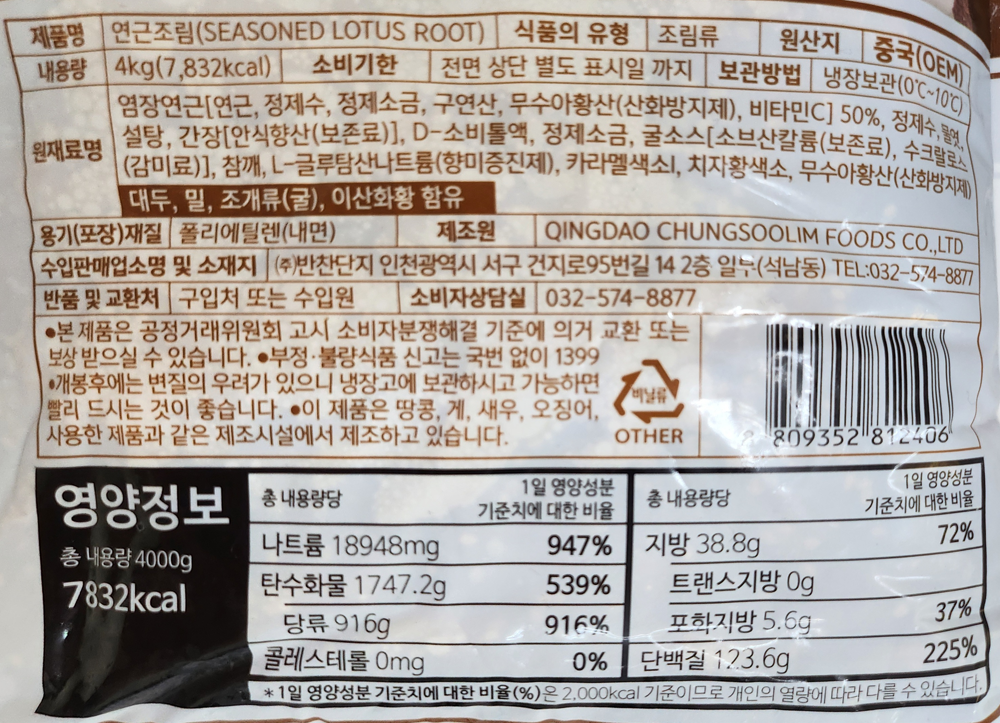 제품명 연근조림(SEASONED LOTUS ROOT) 식품의 유형 조림류 원산지 중국(OEM)
내용량 4kg(7,832kcal) 소비기한 전면 상단 별도 표시일 까지 보관방법 냉장보관(0℃~10℃)
원재료명
염장연근[연근, 정제수, 정제소금, 구연산, 무수아황산(산화방지제), 비타민C] 50%, 정제수, 물엿,
설탕, 간장[안식향산(보존료)], D-소비톨액, 정제소금, 굴소스[소브산칼륨(보존료), 수크랄로스
(감미료)], 참깨, L-글루탐산나트륨(향미증진제), 카라멜색소I, 치자황색소, 무수아황산(산화방지제)
대두, 밀, 조개류(굴), 이산화황 함유
용기(포장)재질 폴리에틸렌(내면) 제조원 QINGDAO CHUNGSOOLIM FOODS CO.,LTD
수입판매업소명 및 소재지 (주)반찬단지 인천광역시 서구 건지로95번길 14 2층 일부(석남동) TEL:032-574-8877
반품 및 교환처 구입처 또는 수입원 소비자상담실 032-574-8877
●본 제품은 공정거래위원회 고시 소비자분쟁해결 기준에 의거 교환 또는
보상 받으실 수 있습니다. ●부정·불량식품 신고는 국번 없이 1399
●개봉후에는 변질의 우려가 있으니 냉장고에 보관하시고 가능하면
빨리 드시는 것이 좋습니다. ●이 제품은 땅콩, 게, 새우, 오징어,
사용한 제품과 같은 제조시설에서 제조하고 있습니다.
비닐류
OTHER
8 809352 812406
영양정보
총 내용량 4000g
7832kcal
총 내용량당 1일 영양성분
기준치에 대한 비율
나트륨 18948mg 947%
탄수화물 1747.2g 539%
당류 916g 916%
콜레스테롤 0mg 0%
총 내용량당 1일 영양성분
기준치에 대한 비율
지방 38.8g 72%
트랜스지방 0g
포화지방 5.6g 37%
단백질 123.6g 225%
*1일 영양성분 기준치에 대한 비율(%)은 2,000kcal 기준이므로 개인의 열량에 따라 다를 수 있습니다.